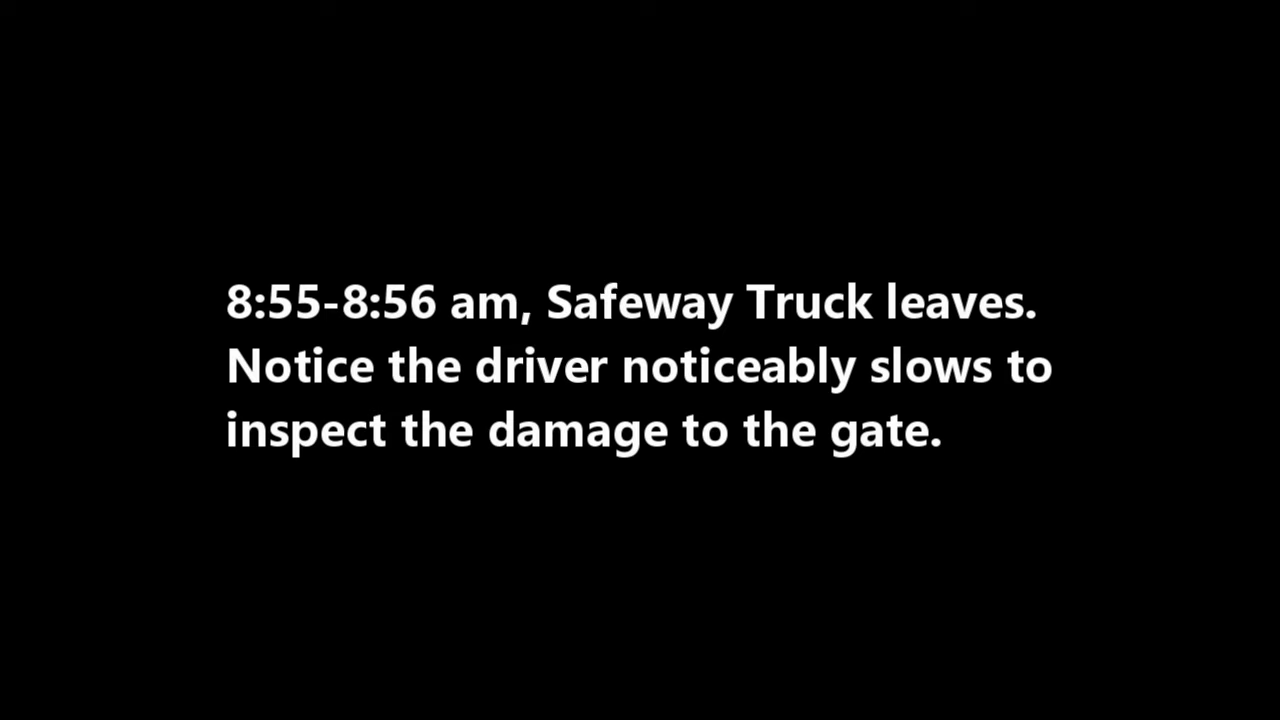 8:55-8:56 am, Safeway Truck leaves.
Notice the driver noticeably slows to
inspect the damage to the gate.